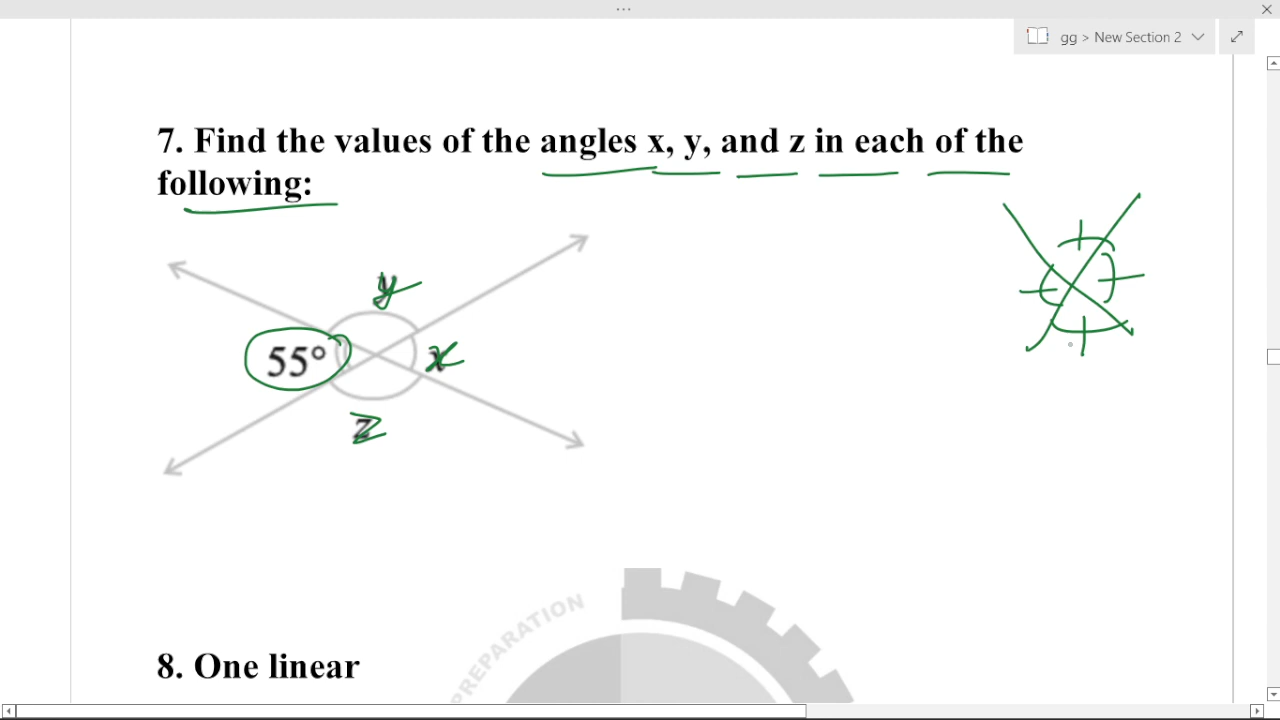 gg > New Section 2
7. Find the values of the angles x, y, and z in each of the
following:
y
55°
x
z
PREPARATION
8. One linear